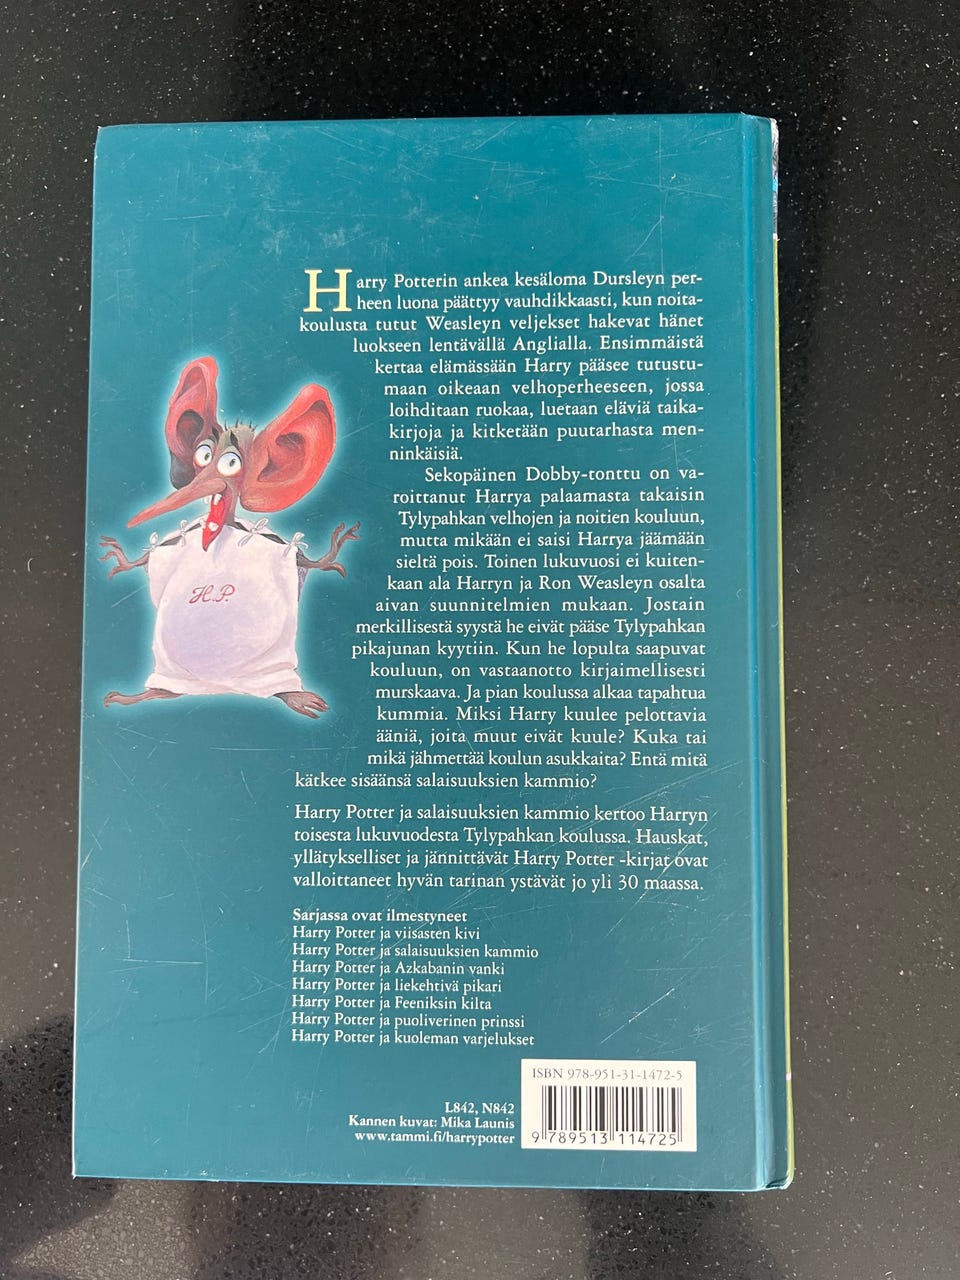 Harry Potterin ankea kesäloma Dursleyn per-
heen luona päättyy vauhdikkaasti, kun noita-
koulusta tutut Weasleyn veljekset hakevat hänet
luokseen lentävällä Anglialla. Ensimmäistä
kertaa elämässään Harry pääsee tutustu-
maan oikeaan velhoperheeseen, jossa
loihditaan ruokaa, luetaan eläviä taika-
kirjoja ja kitketään puutarhasta men-
ninkäisiä.
Sekopäinen Dobby-tonttu on va-
roittanut Harrya palaamasta takaisin
Tylypahkan velhojen ja noitien kouluun,
mutta mikään ei saisi Harrya jäämään
sieltä pois. Toinen lukuvuosi ei kuiten-
kaan ala Harryn ja Ron Weasleyn osalta
aivan suunnitelmien mukaan. Jostain
merkillisestä syystä he eivät pääse Tylypahkan
pikajunan kyytiin. Kun he lopulta saapuvat
kouluun, on vastaanotto kirjaimellisesti
murskaava. Ja pian koulussa alkaa tapahtua
kummia. Miksi Harry kuulee pelottavia
ääniä, joita muut eivät kuule? Kuka tai
mikä jähmettää koulun asukkaita? Entä mitä
kätkee sisäänsä salaisuuksien kammio?
H.P.
Harry Potter ja salaisuuksien kammio kertoo Harryn
toisesta lukuvuodesta Tylypahkan koulussa. Hauskat,
yllätykselliset ja jännittävät Harry Potter -kirjat ovat
valloittaneet hyvän tarinan ystävät jo yli 30 maassa.
Sarjassa ovat ilmestyneet
Harry Potter ja viisasten kivi
Harry Potter ja salaisuuksien kammio
Harry Potter ja Azkabanin vanki
Harry Potter ja liekehtivä pikari
Harry Potter ja Feeniksin kilta
Harry Potter ja puoliverinen prinssi
Harry Potter ja kuoleman varjelukset
L842, N842
Kannen kuvat: Mika Launis
www.tammi.fi/harrypotter
ISBN 978-951-31-1472-5
9 789513 114725